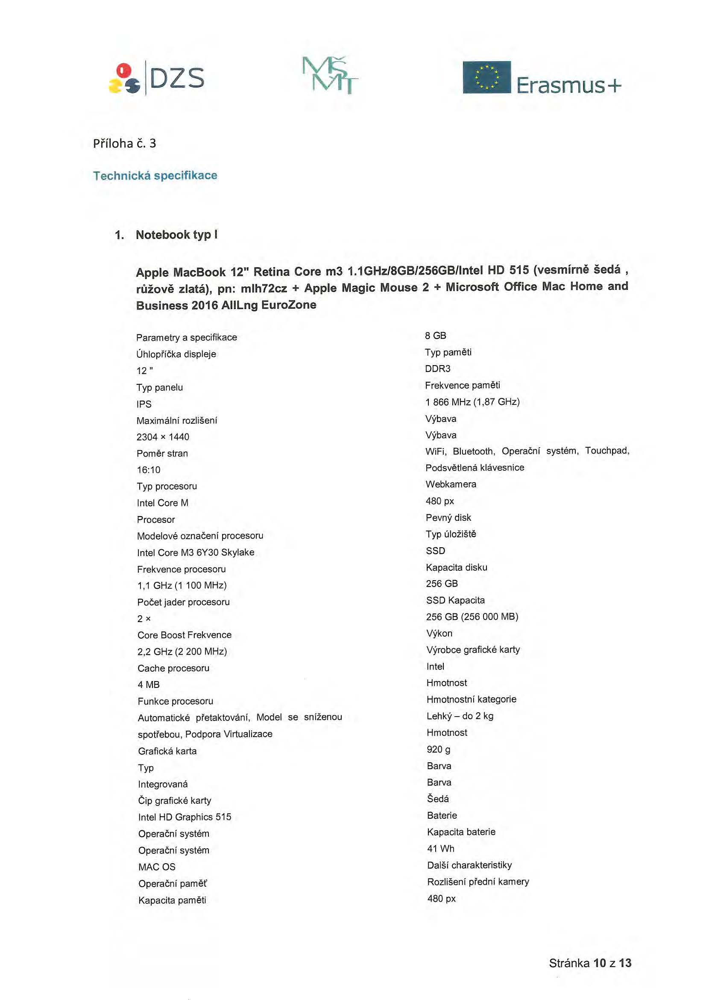 DZS
MŠMT
Erasmus+
Příloha č. 3
Technická specifikace
1. Notebook typ I
Apple MacBook 12" Retina Core m3 1.1GHz/8GB/256GB/Intel HD 515 (vesmírně šedá ,
růžově zlatá), pn: mlh72cz + Apple Magic Mouse 2 + Microsoft Office Mac Home and
Business 2016 AllLng EuroZone
Parametry a specifikace
Úhlopříčka displeje
12 "
Typ panelu
IPS
Maximální rozlišení
2304 × 1440
Poměr stran
16:10
Typ procesoru
Intel Core M
Procesor
Modelové označení procesoru
Intel Core M3 6Y30 Skylake
Frekvence procesoru
1,1 GHz (1 100 MHz)
Počet jader procesoru
2 ×
Core Boost Frekvence
2,2 GHz (2 200 MHz)
Cache procesoru
4 MB
Funkce procesoru
Automatické přetaktování, Model se sníženou
spotřebou, Podpora Virtualizace
Grafická karta
Typ
Integrovaná
Čip grafické karty
Intel HD Graphics 515
Operační systém
Operační systém
MAC OS
Operační paměť
Kapacita paměti
8 GB
Typ paměti
DDR3
Frekvence paměti
1 866 MHz (1,87 GHz)
Výbava
Výbava
WiFi, Bluetooth, Operační systém, Touchpad,
Podsvětlená klávesnice
Webkamera
480 px
Pevný disk
Typ úložiště
SSD
Kapacita disku
256 GB
SSD Kapacita
256 GB (256 000 MB)
Výkon
Výrobce grafické karty
Intel
Hmotnost
Hmotnostní kategorie
Lehký – do 2 kg
Hmotnost
920 g
Barva
Barva
Šedá
Baterie
Kapacita baterie
41 Wh
Další charakteristiky
Rozlišení přední kamery
480 px
Stránka 10 z 13